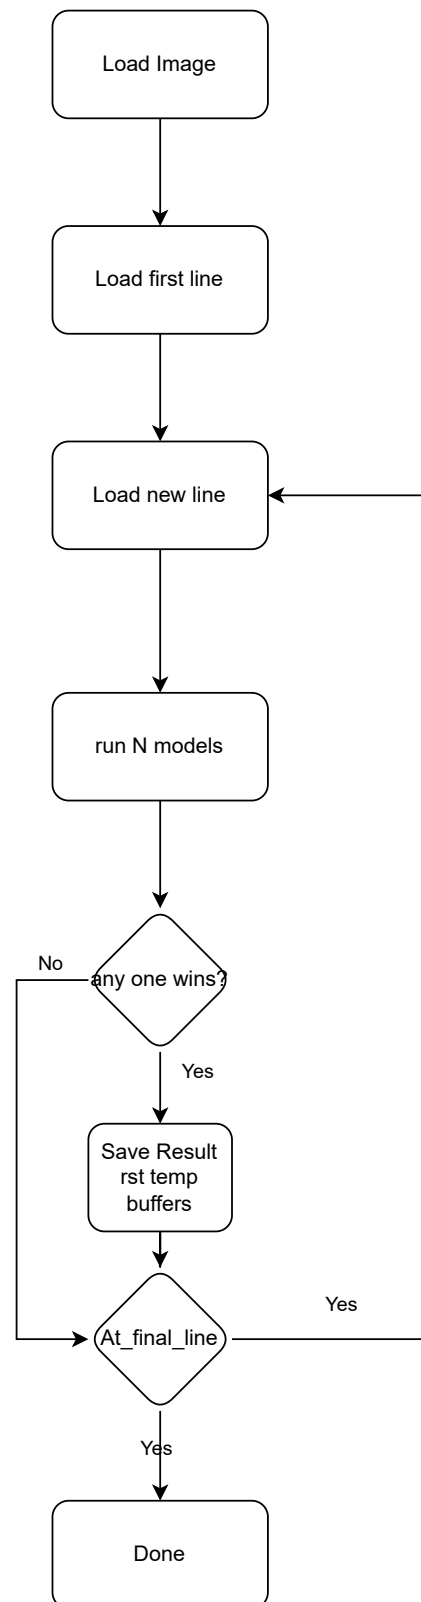 Load Image
Load first line
Load new line
run N models
any one wins?
No
Yes
Save Result
rst temp
buffers
Yes
At_final_line
Yes
Done